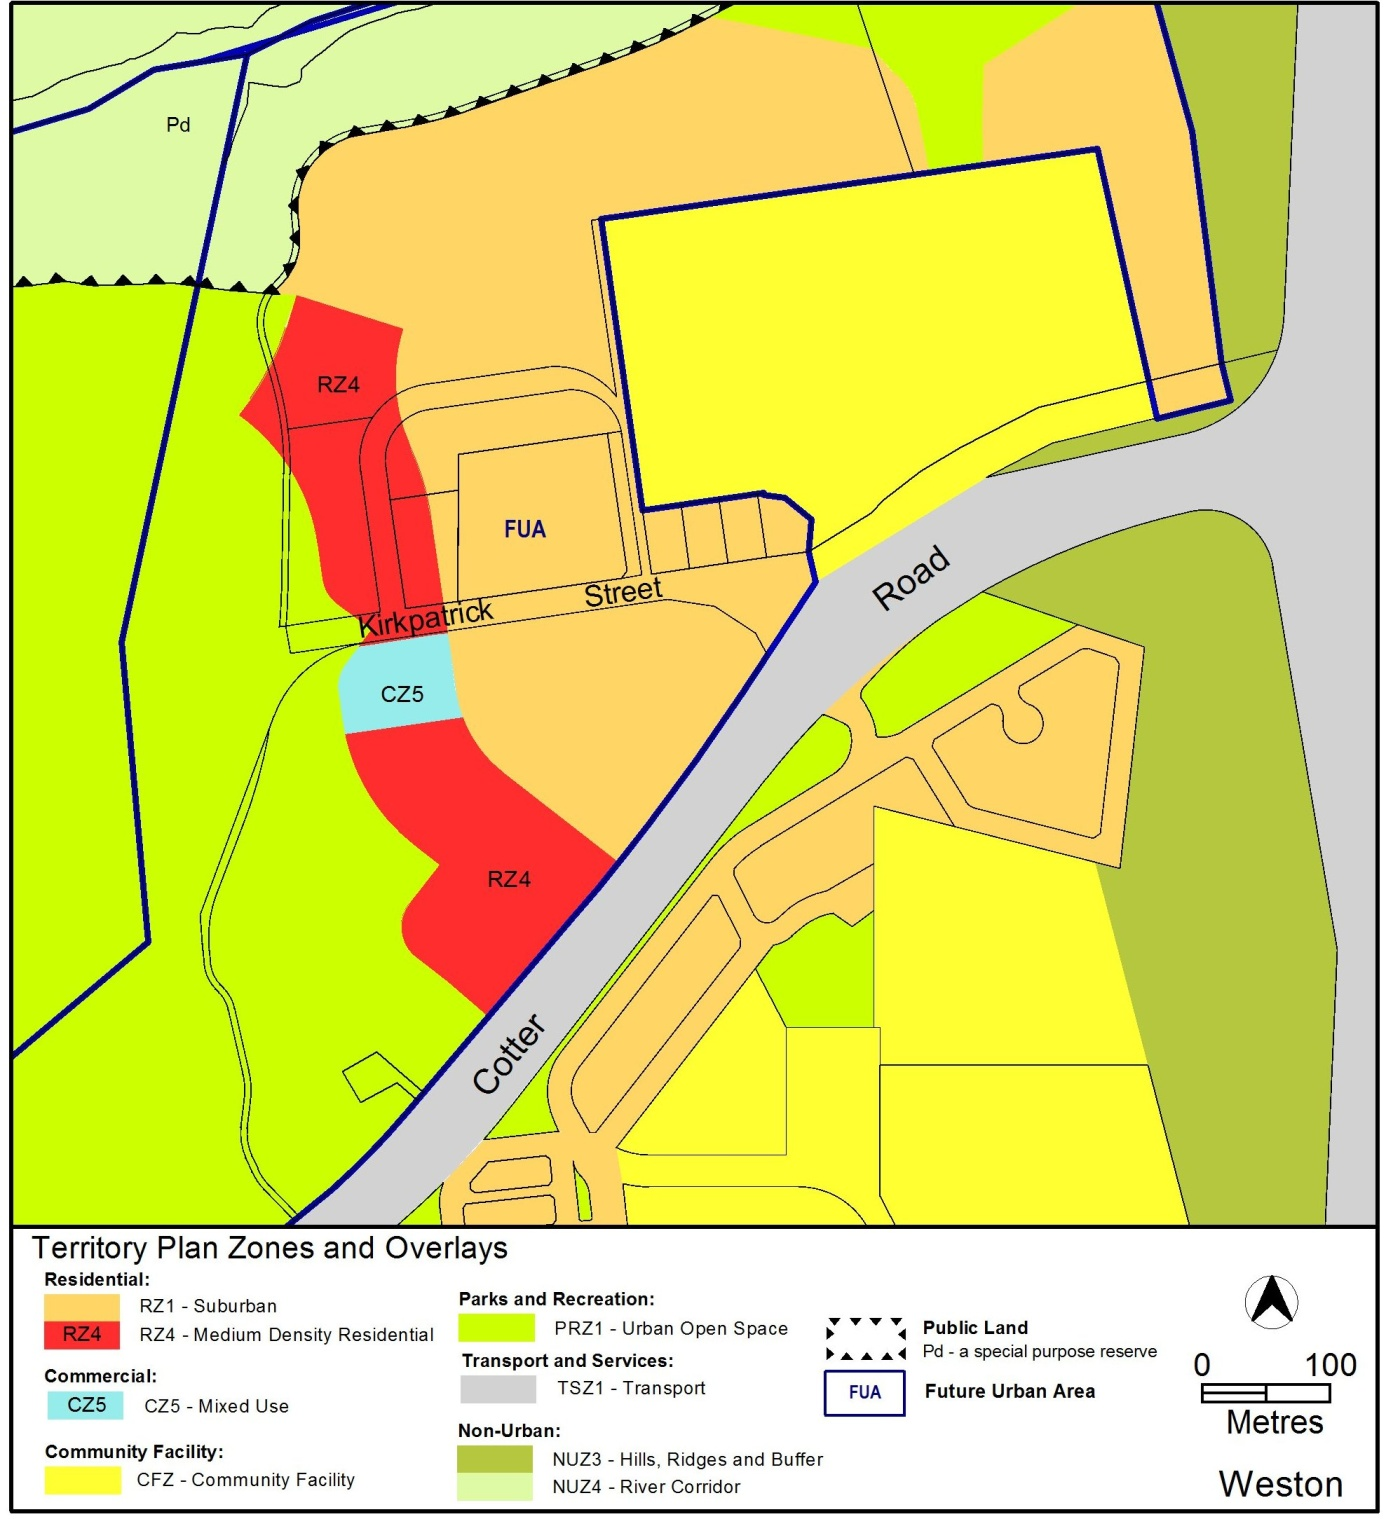 Pd
RZ4
FUA
Road
Street
Kirkpatrick
CZ5
RZ4
Cotter
Territory Plan Zones and Overlays
Residential:
RZ1 - Suburban
RZ4
RZ4 - Medium Density Residential
Commercial:
CZ5
CZ5 - Mixed Use
Community Facility:
CFZ - Community Facility
Parks and Recreation:
PRZ1 - Urban Open Space
Transport and Services:
TSZ1 - Transport
Non-Urban:
NUZ3 - Hills, Ridges and Buffer
NUZ4 - River Corridor
Public Land
Pd - a special purpose reserve
FUA
Future Urban Area
0 100
Metres
Weston